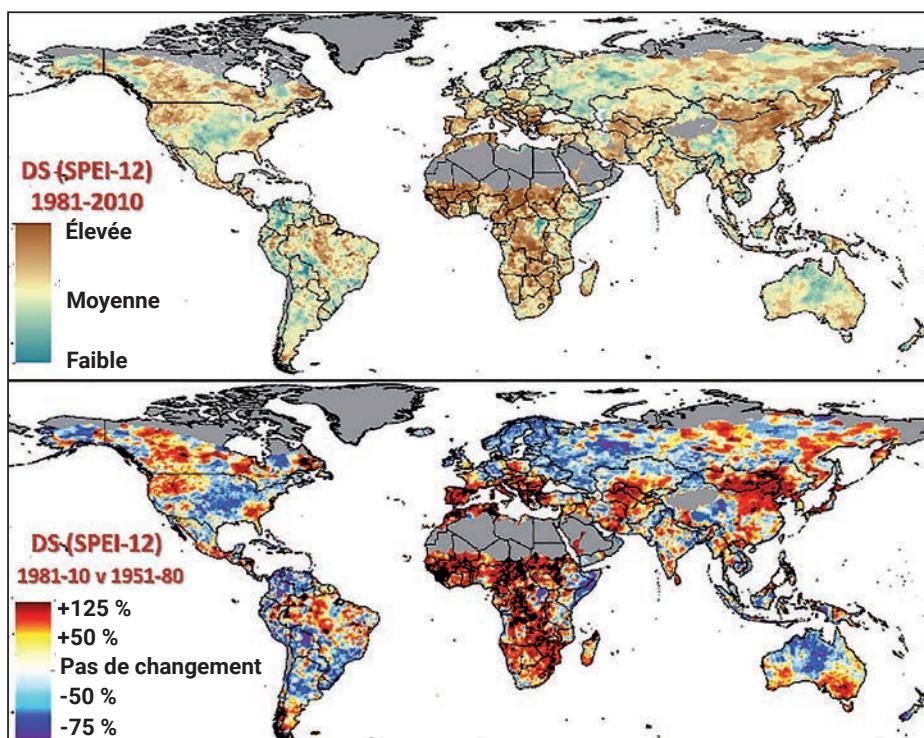 DS (SPEI-12)
1981-2010
Élevée
Moyenne
Faible
DS (SPEI-12)
1981-10 v 1951-80
+125 %
+50 %
Pas de changement
-50 %
-75 %